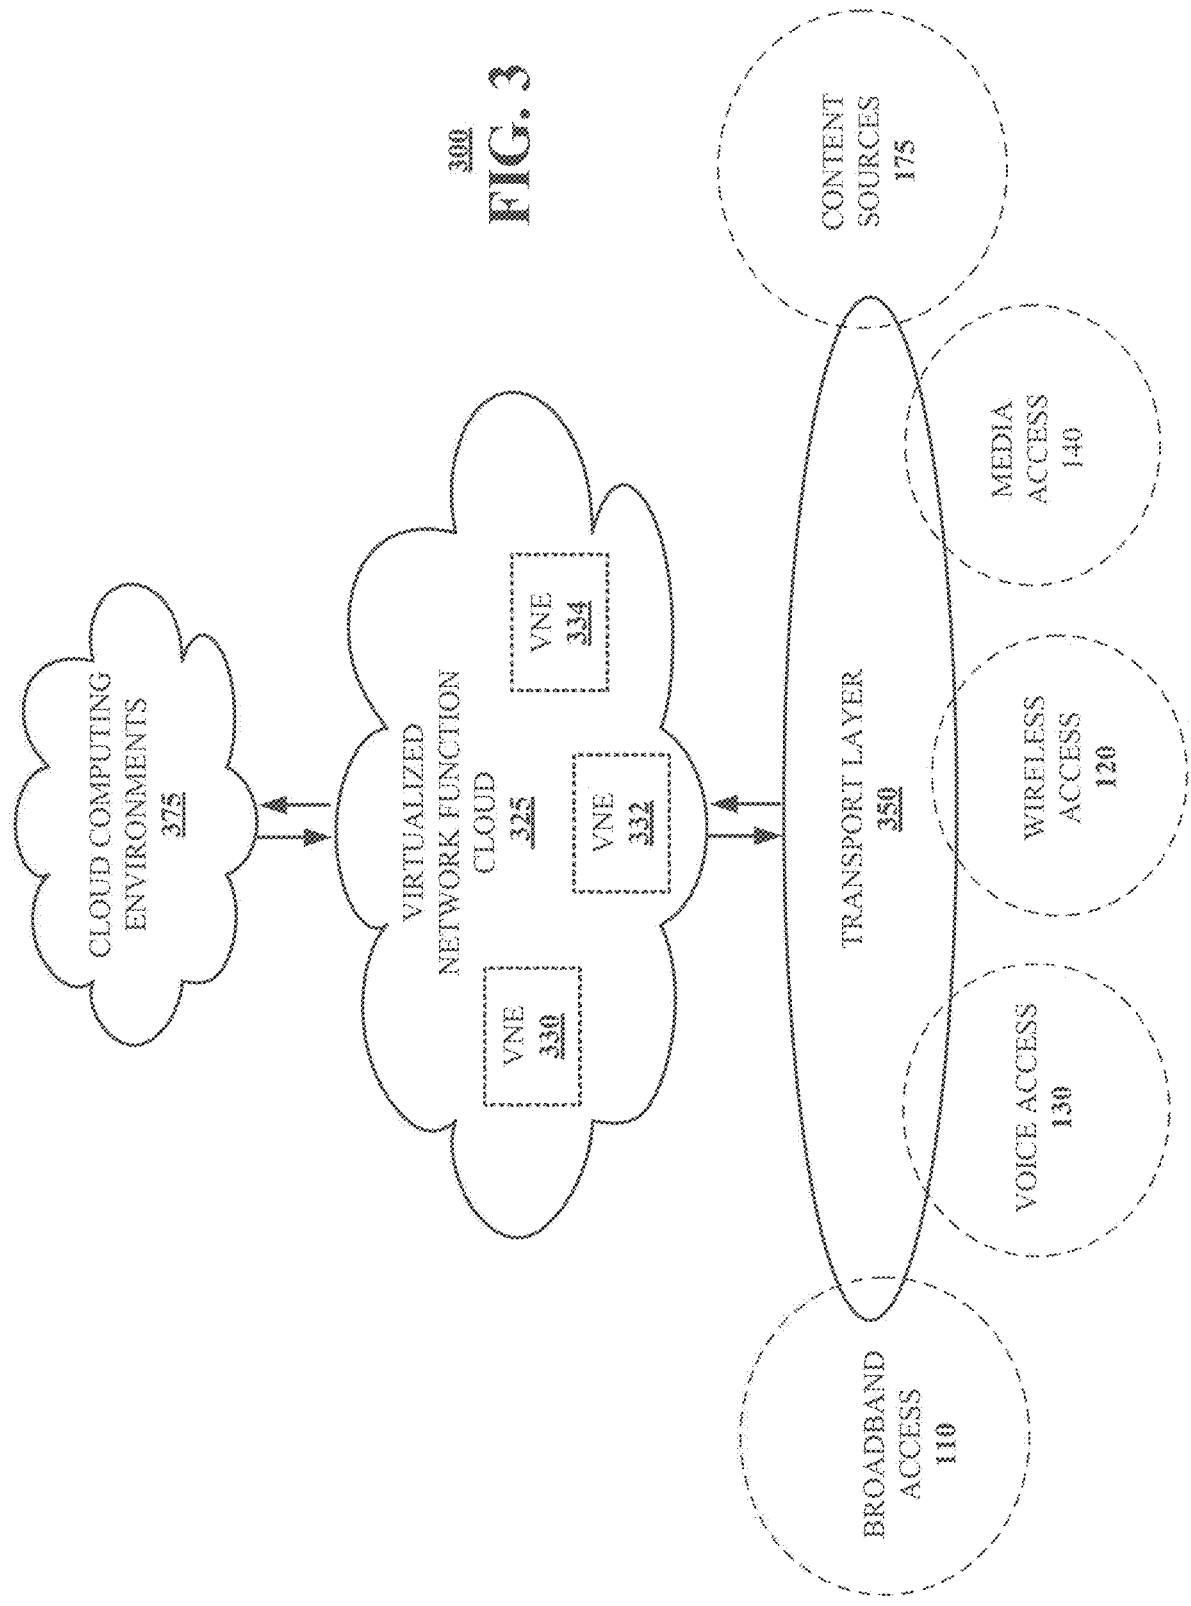 CLOUD COMPUTING
ENVIRONMENTS
375
VIRTUALIZED
NETWORK FUNCTION
CLOUD
325
VNE
330
VNE
332
VNE
334
TRANSPORT LAYER
350
BROADBAND
ACCESS
110
VOICE ACCESS
130
WIRELESS
ACCESS
120
MEDIA
ACCESS
140
CONTENT
SOURCES
175
300
FIG. 3